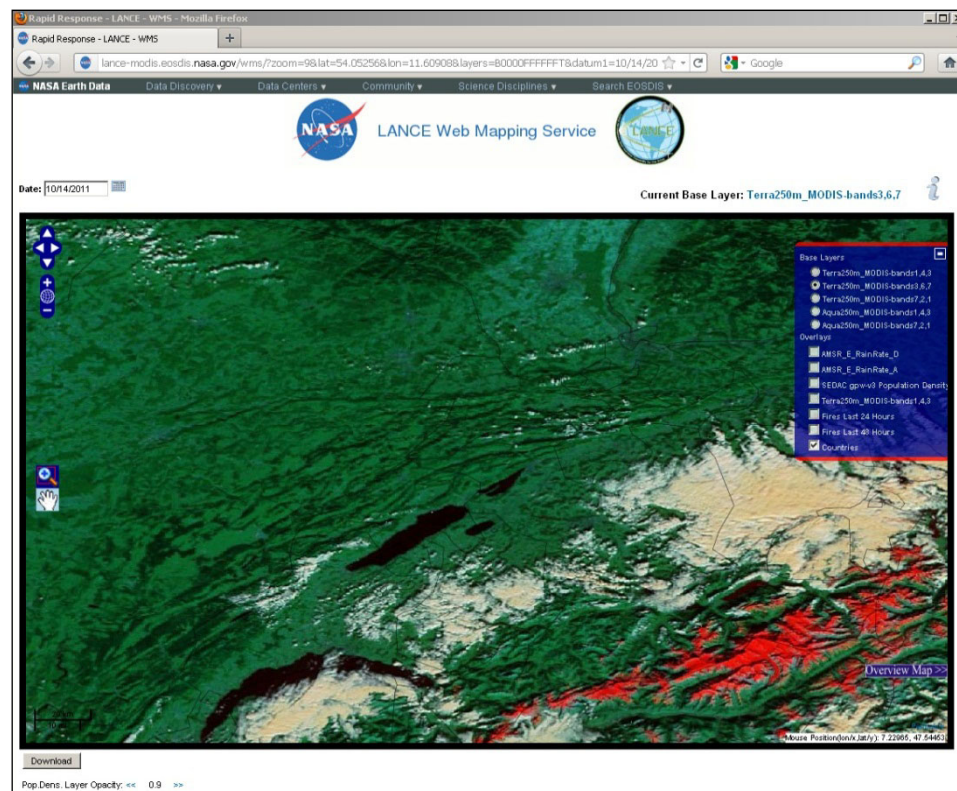 Rapid Response - LANCE - WMS - Mozilla Firefox
Rapid Response - LANCE - WMS
lance-modis.eosdis.nasa.gov/wms/?zoom=9&lat=54.05256&lon=11.60908&layers=B0000FFFFFFT&datum1=10/14/20
Google
NASA Earth Data Data Discovery Data Centers Community Science Disciplines Search EOSDIS
NASA LANCE Web Mapping Service LANCE
Date: 10/14/2011
Current Base Layer: Terra250m_MODIS-bands3,6,7
Base Layers
Terra250m_MODIS-bands1,4,3
Terra250m_MODIS-bands3,6,7
Terra250m_MODIS-bands7,2,1
Aqua250m_MODIS-bands1,4,3
Aqua250m_MODIS-bands7,2,1
Overlays
AMSR_E_RainRate_D
AMSR_E_RainRate_A
SEDAC gpw-v3 Population Density
Terra250m_MODIS-bands1,4,3
Fires Last 24 Hours
Fires Last 48 Hours
Countries
Overview Map >>
Mouse Position(lon/x,lat/y): 7.22965, 47.54453
Download
Pop.Dens. Layer Opacity: << 0.9 >>